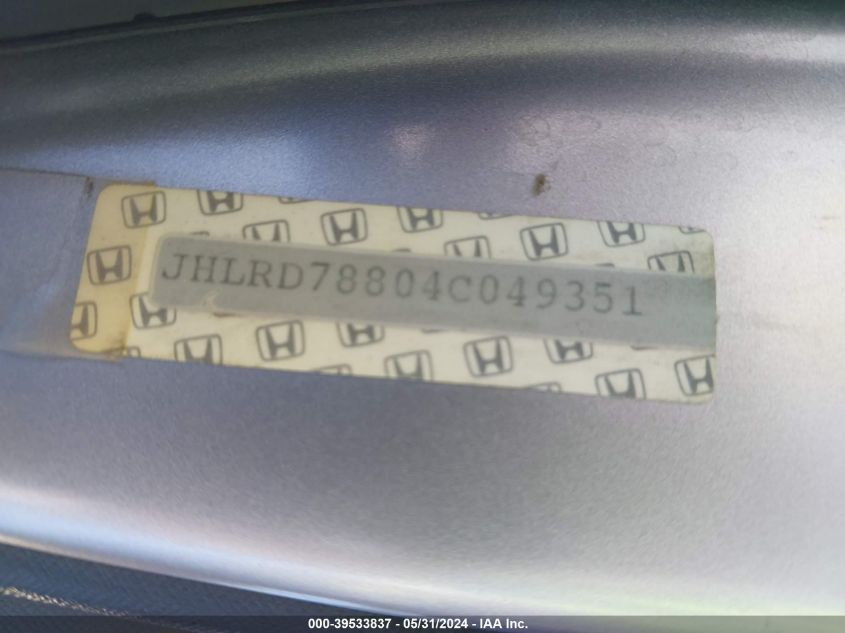 JHLRD78804C049351
000-39533837 - 05/31/2024 - IAA Inc.